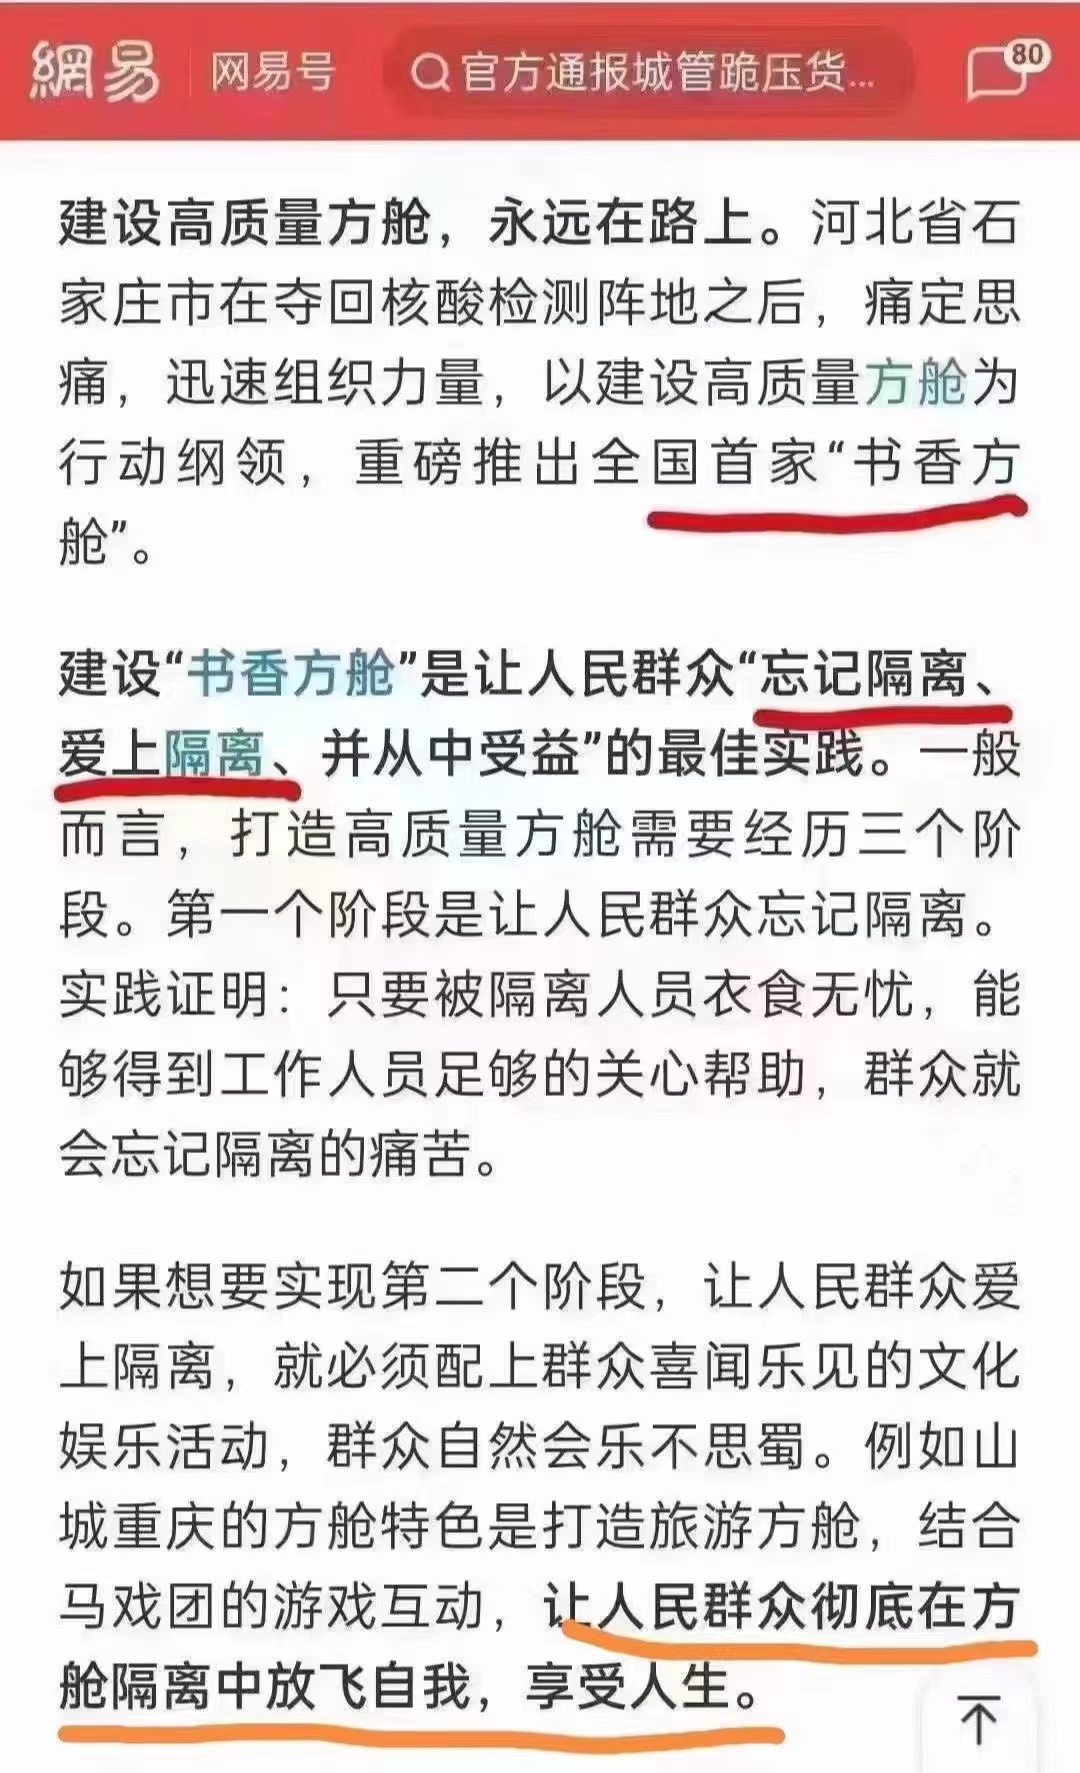 網易 网易号 官方通报城管跪压货... 80
建设高质量方舱，永远在路上。河北省石
家庄市在夺回核酸检测阵地之后，痛定思
痛，迅速组织力量，以建设高质量方舱为
行动纲领，重磅推出全国首家“书香方
舱”。
建设“书香方舱”是让人民群众“忘记隔离、
爱上隔离、并从中受益”的最佳实践。一般
而言，打造高质量方舱需要经历三个阶
段。第一个阶段是让人民群众忘记隔离。
实践证明：只要被隔离人员衣食无忧，能
够得到工作人员足够的关心帮助，群众就
会忘记隔离的痛苦。
如果想要实现第二个阶段，让人民群众爱
上隔离，就必须配上群众喜闻乐见的文化
娱乐活动，群众自然会乐不思蜀。例如山
城重庆的方舱特色是打造旅游方舱，结合
马戏团的游戏互动，让人民群众彻底在方
舱隔离中放飞自我，享受人生。